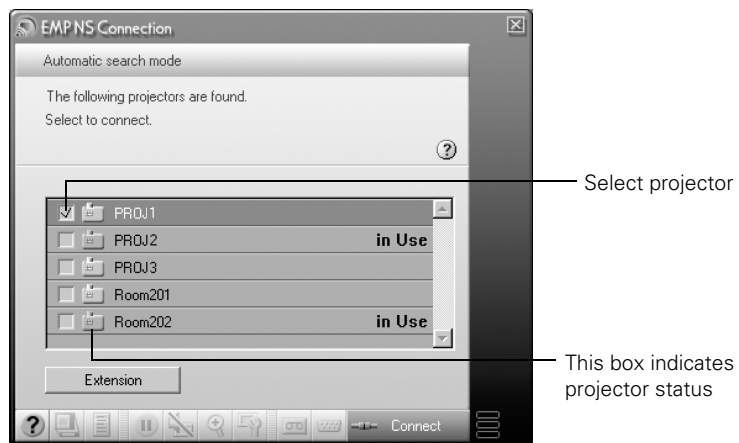 EMP NS Connection
Automatic search mode
The following projectors are found.
Select to connect.
?
Select projector
PROJ1
PROJ2 in Use
PROJ3
Room201
Room202 in Use
This box indicates
projector status
Extension
? Connect